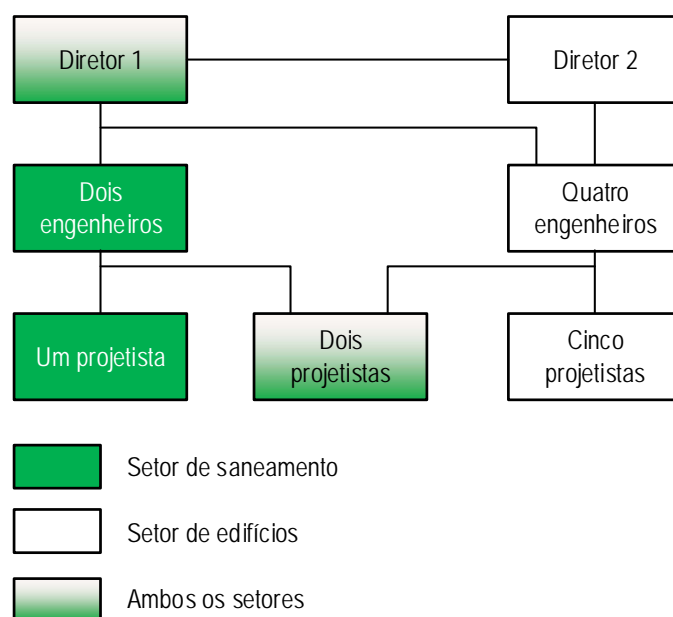 Diretor 1
Diretor 2
Dois
engenheiros
Quatro
engenheiros
Um projetista
Dois
projetistas
Cinco
projetistas
Setor de saneamento
Setor de edifícios
Ambos os setores